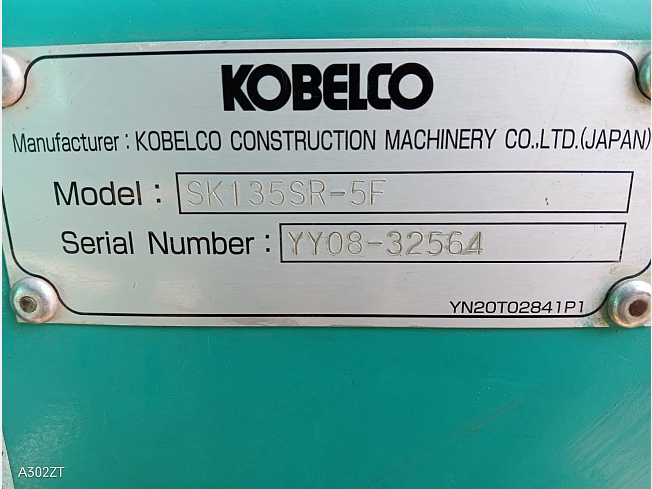 KOBELCO
Manufacturer : KOBELCO CONSTRUCTION MACHINERY CO.,LTD.(JAPAN)
Model : SK135SR-5F
Serial Number : YY08-32564
YN20T02841P1
A302ZT